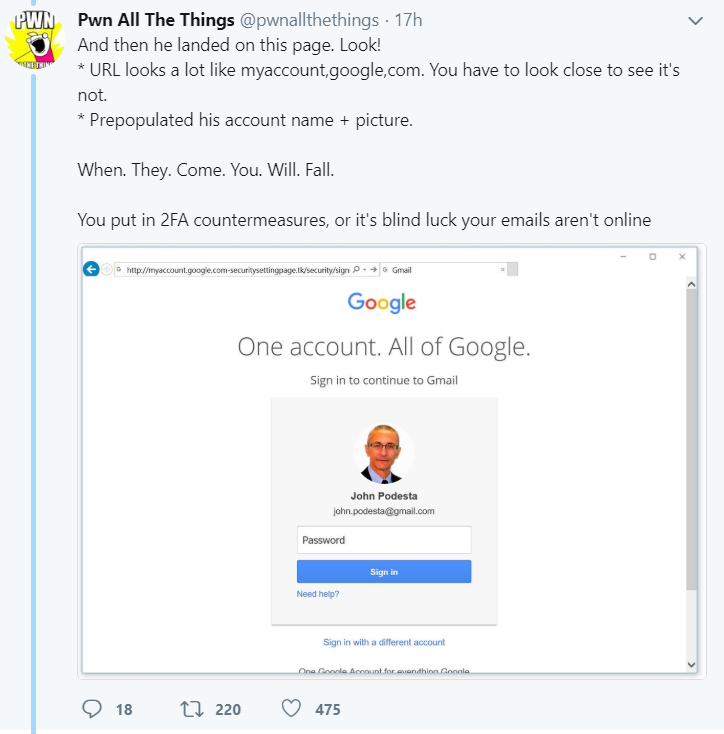 PWN
Pwn All The Things @pwnallthethings · 17h
And then he landed on this page. Look!
* URL looks a lot like myaccount,google,com. You have to look close to see it's
not.
* Prepopulated his account name + picture.
When. They. Come. You. Will. Fall.
You put in 2FA countermeasures, or it's blind luck your emails aren't online
http://myaccount.google.com-securitysettingpage.tk/security/sign
G Gmail
Google
One account. All of Google.
Sign in to continue to Gmail
John Podesta
john.podesta@gmail.com
Password
Sign in
Need help?
Sign in with a different account
One Google Account for everything Google
18 220 475